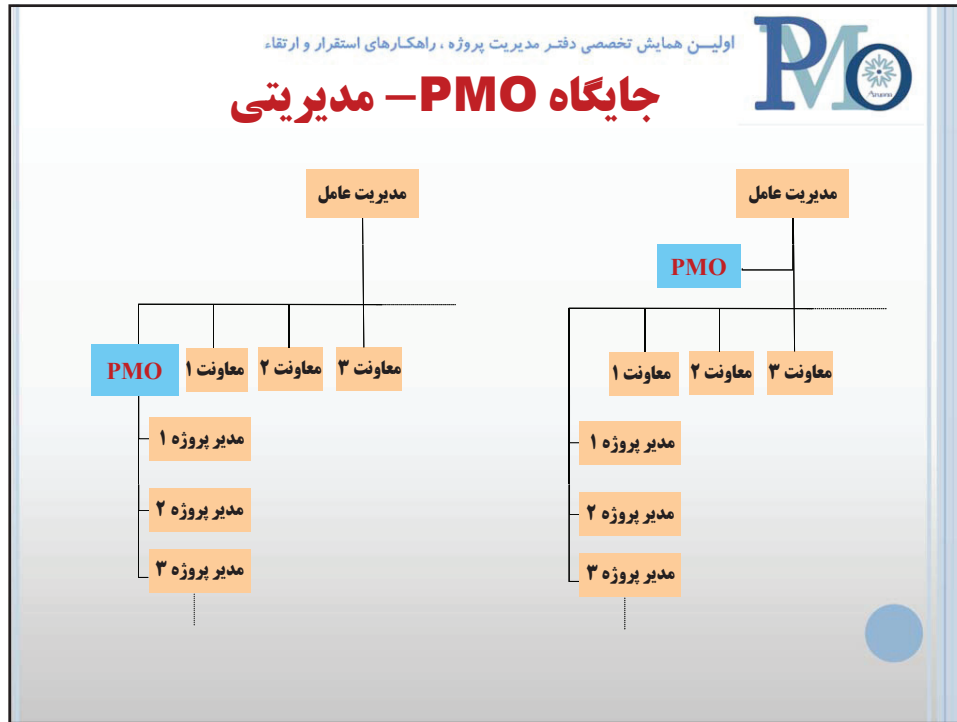 اولیـــن همایش تخصصی دفتـر مدیریت پروژه ، راهکـارهای استقرار و ارتقاء
PMO
جایگاه PMO– مدیریتی
مدیریت عامل
PMO
معاونت ۳
معاونت ۲
معاونت ۱
مدیر پروژه ۱
مدیر پروژه ۲
مدیر پروژه ۳
مدیریت عامل
معاونت ۳
معاونت ۲
معاونت ۱
PMO
مدیر پروژه ۱
مدیر پروژه ۲
مدیر پروژه ۳